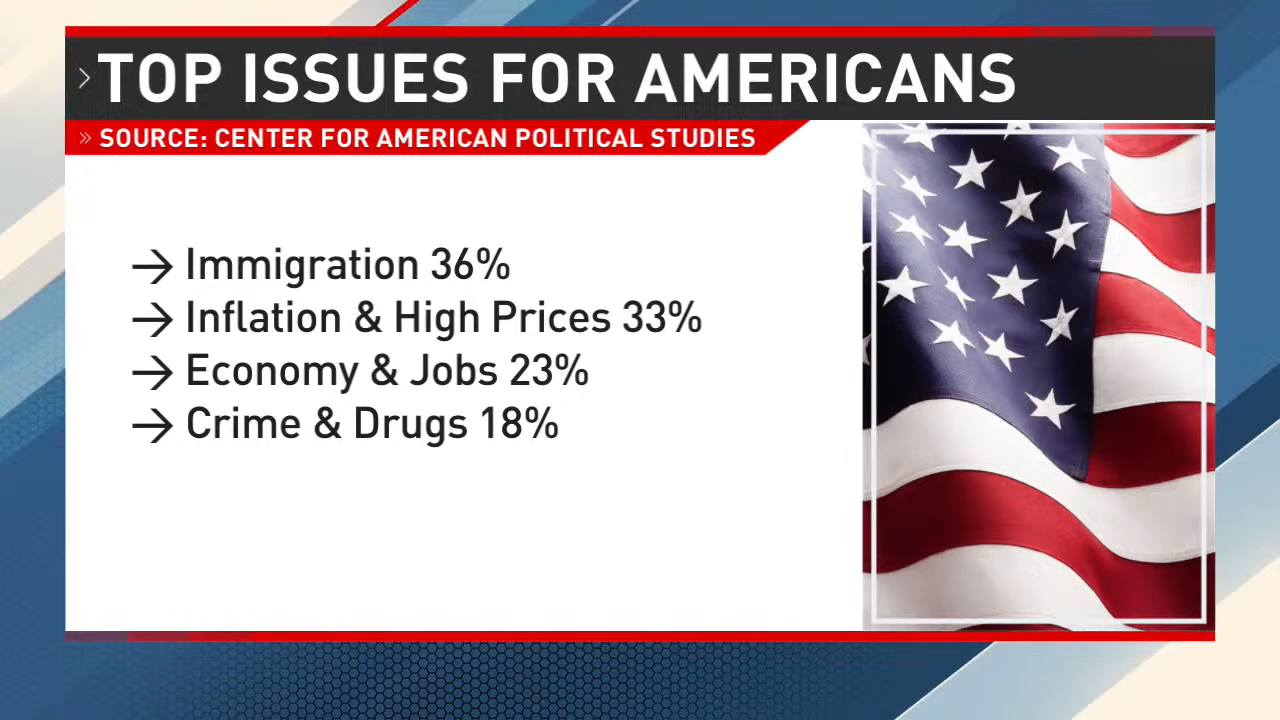 TOP ISSUES FOR AMERICANS
SOURCE: CENTER FOR AMERICAN POLITICAL STUDIES
→ Immigration 36%
→ Inflation & High Prices 33%
→ Economy & Jobs 23%
→ Crime & Drugs 18%